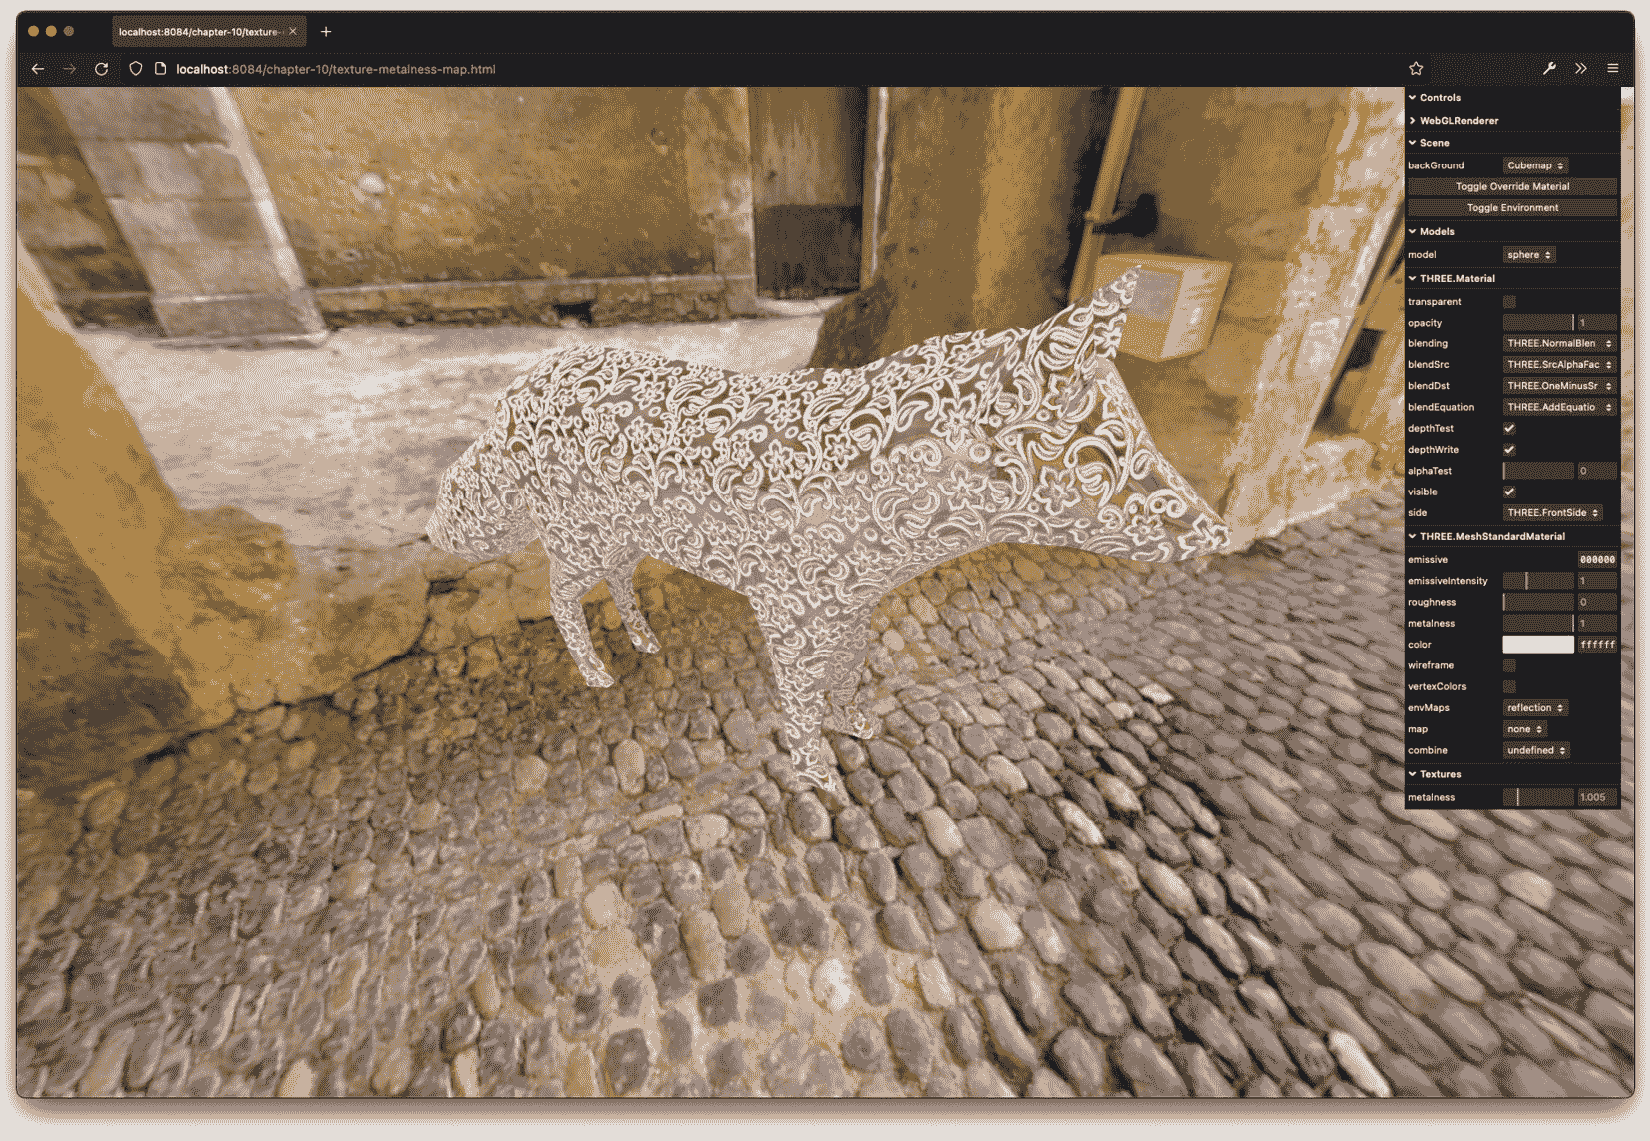 localhost:8084/chapter-10/texture-
localhost:8084/chapter-10/texture-metalness-map.html
Controls
WebGLRenderer
Scene
backGround Cubemap
Toggle Override Material
Toggle Environment
Models
model sphere
THREE.Material
transparent
opacity 1
blending THREE.NormalBlen
blendSrc THREE.SrcAlphaFac
blendDst THREE.OneMinusSr
blendEquation THREE.AddEquatio
depthTest
depthWrite
alphaTest 0
visible
side THREE.FrontSide
THREE.MeshStandardMaterial
emissive 000000
emissiveIntensity 1
roughness 0
metalness 1
color ffffff
wireframe
vertexColors
envMaps reflection
map none
combine undefined
Textures
metalness 1.005